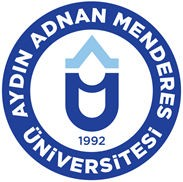 AYDIN ADNAN MENDERES
ÜNİVERSİTESİ
1992